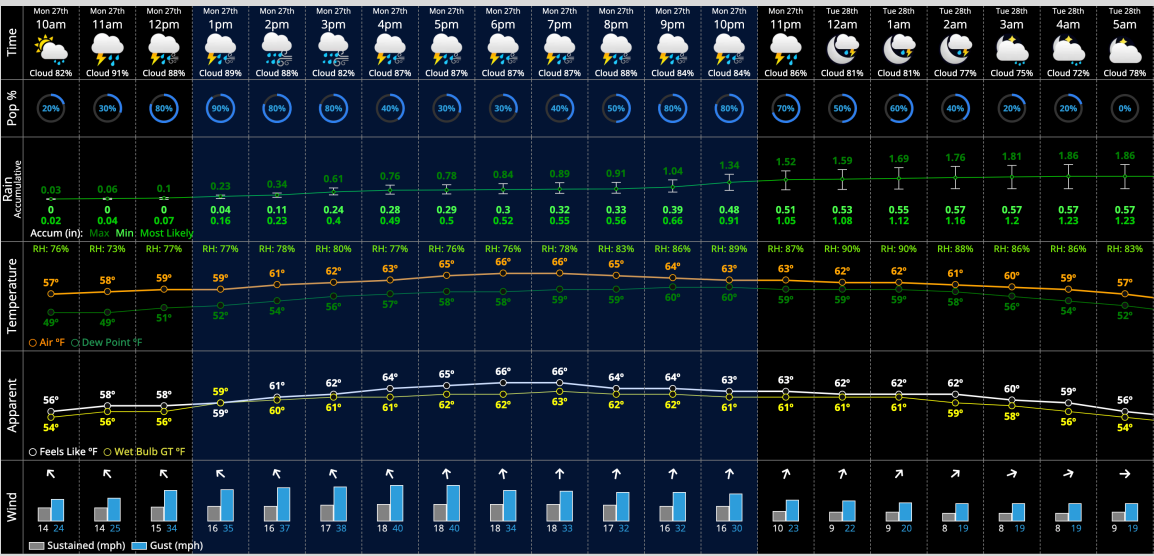 Mon 27th Mon 27th Mon 27th Mon 27th Mon 27th Mon 27th Mon 27th Mon 27th Mon 27th Mon 27th Mon 27th Mon 27th Mon 27th Mon 27th Tue 28th Tue 28th Tue 28th Tue 28th Tue 28th Tue 28th
10am 11am 12pm 1pm 2pm 3pm 4pm 5pm 6pm 7pm 8pm 9pm 10pm 11pm 12am 1am 2am 3am 4am 5am
Time
Cloud 82% Cloud 91% Cloud 88% Cloud 89% Cloud 88% Cloud 82% Cloud 87% Cloud 87% Cloud 87% Cloud 87% Cloud 88% Cloud 84% Cloud 84% Cloud 86% Cloud 81% Cloud 81% Cloud 77% Cloud 75% Cloud 72% Cloud 78%
Pop %
20% 30% 80% 90% 80% 80% 40% 30% 30% 40% 50% 80% 80% 70% 50% 60% 40% 20% 20% 0%
Rain
Accumulative
0.03 0.06 0.1 0.23 0.34 0.61 0.76 0.78 0.84 0.89 0.91 1.04 1.34 1.52 1.59 1.69 1.76 1.81 1.86 1.86
0 0 0 0.04 0.11 0.24 0.28 0.29 0.3 0.32 0.33 0.39 0.48 0.51 0.53 0.55 0.57 0.57 0.57 0.57
0.02 0.04 0.07 0.16 0.23 0.4 0.49 0.5 0.52 0.55 0.56 0.66 0.91 1.05 1.08 1.12 1.16 1.2 1.23 1.23
Accum (in): Max Min: Most Likely
RH: 76% RH: 73% RH: 77% RH: 77% RH: 78% RH: 80% RH: 77% RH: 76% RH: 76% RH: 78% RH: 83% RH: 86% RH: 89% RH: 87% RH: 90% RH: 90% RH: 88% RH: 86% RH: 86% RH: 83%
Temperature
57° 58° 59° 59° 61° 62° 63° 65° 66° 66° 65° 64° 63° 63° 62° 62° 61° 60° 59° 57°
49° 49° 51° 52° 54° 56° 57° 58° 58° 59° 59° 60° 60° 59° 59° 59° 58° 56° 54° 52°
Air °F Dew Point °F
Apparent
56° 58° 58° 59° 61° 62° 64° 65° 66° 66° 64° 64° 63° 63° 62° 62° 62° 60° 59° 56°
54° 56° 56° 59° 60° 61° 61° 62° 62° 63° 62° 62° 61° 61° 61° 61° 59° 58° 56° 54°
Feels Like °F Wet Bulb GT °F
Wind
14 24 14 25 15 34 16 35 16 37 17 38 18 40 18 40 18 34 18 33 17 32 16 32 16 30 10 23 9 22 9 20 8 19 8 19 8 19 9 19
Sustained (mph) Gust (mph)